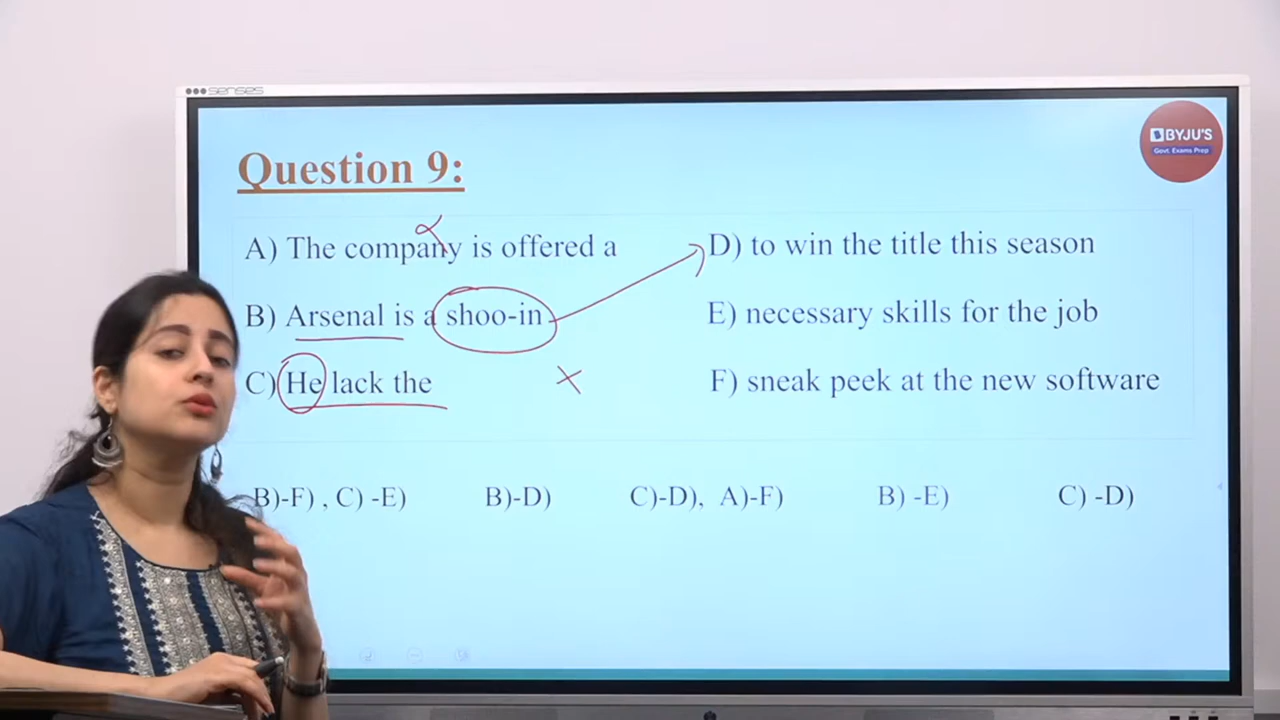 senses
BYJU'S
Govt. Exams Prep
Question 9:
A) The company is offered a
D) to win the title this season
B) Arsenal is a shoo-in
E) necessary skills for the job
C) He lack the
F) sneak peek at the new software
B)-F) , C) -E)
B)-D)
C)-D), A)-F)
B) -E)
C) -D)